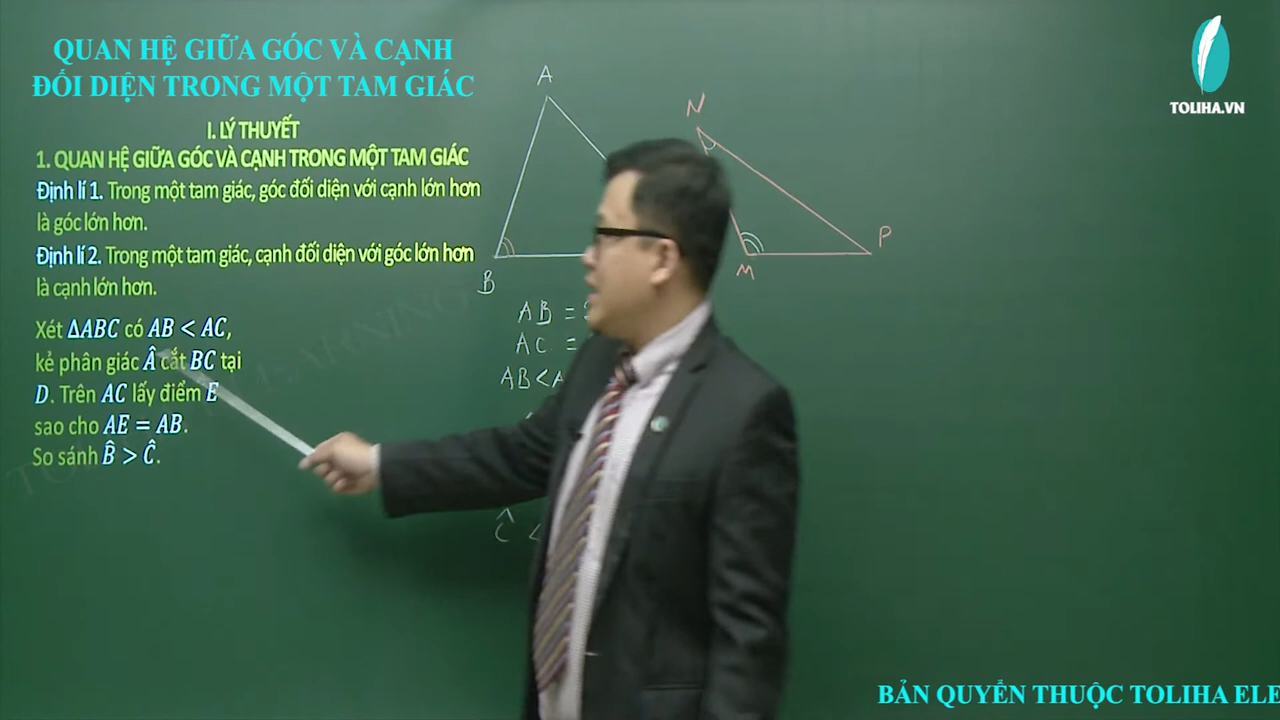 QUAN HỆ GIỮA GÓC VÀ CẠNH
ĐỐI DIỆN TRONG MỘT TAM GIÁC
I. LÝ THUYẾT
1. QUAN HỆ GIỮA GÓC VÀ CẠNH TRONG MỘT TAM GIÁC
Định lí 1. Trong một tam giác, góc đối diện với cạnh lớn hơn
là góc lớn hơn.
Định lí 2. Trong một tam giác, cạnh đối diện với góc lớn hơn
là cạnh lớn hơn.
Xét ΔABC có AB < AC,
kẻ phân giác Â cắt BC tại
D. Trên AC lấy điểm E
sao cho AE = AB.
So sánh B̂ > Ĉ.
TOLIHA.VN
A
N
B
M
P
AB =
AC =
AB <
Ĉ <
BẢN QUYỀN THUỘC TOLIHA ELE